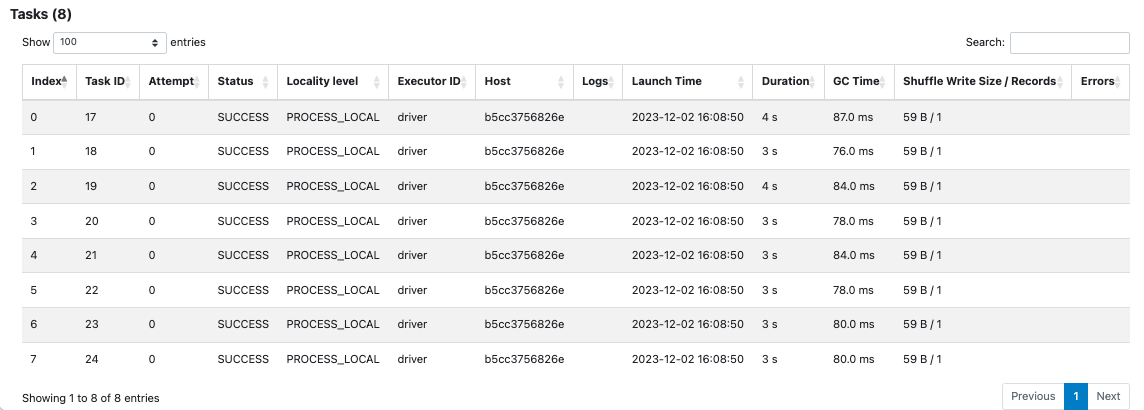 Tasks (8)
Show 100 entries Search:
Index Task ID Attempt Status Locality level Executor ID Host Logs Launch Time Duration GC Time Shuffle Write Size / Records Errors
0 17 0 SUCCESS PROCESS_LOCAL driver b5cc3756826e 2023-12-02 16:08:50 4 s 87.0 ms 59 B / 1
1 18 0 SUCCESS PROCESS_LOCAL driver b5cc3756826e 2023-12-02 16:08:50 3 s 76.0 ms 59 B / 1
2 19 0 SUCCESS PROCESS_LOCAL driver b5cc3756826e 2023-12-02 16:08:50 4 s 84.0 ms 59 B / 1
3 20 0 SUCCESS PROCESS_LOCAL driver b5cc3756826e 2023-12-02 16:08:50 3 s 78.0 ms 59 B / 1
4 21 0 SUCCESS PROCESS_LOCAL driver b5cc3756826e 2023-12-02 16:08:50 3 s 84.0 ms 59 B / 1
5 22 0 SUCCESS PROCESS_LOCAL driver b5cc3756826e 2023-12-02 16:08:50 3 s 78.0 ms 59 B / 1
6 23 0 SUCCESS PROCESS_LOCAL driver b5cc3756826e 2023-12-02 16:08:50 3 s 80.0 ms 59 B / 1
7 24 0 SUCCESS PROCESS_LOCAL driver b5cc3756826e 2023-12-02 16:08:50 3 s 80.0 ms 59 B / 1
Showing 1 to 8 of 8 entries Previous 1 Next